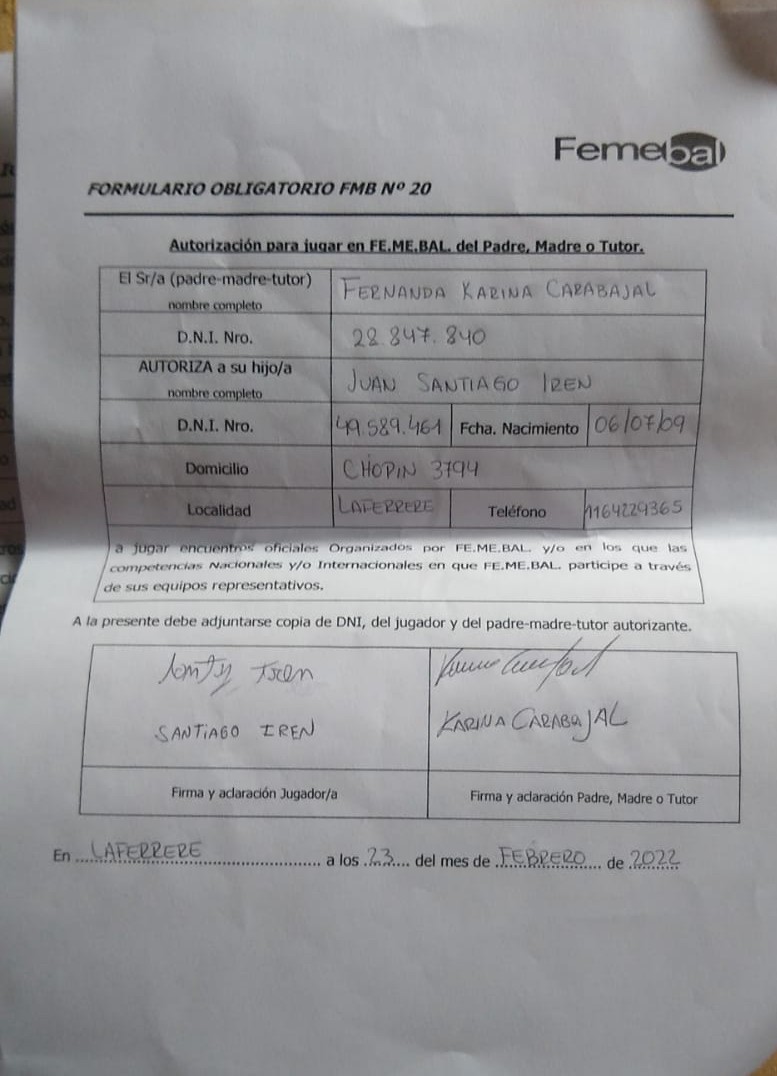 Femebal
FORMULARIO OBLIGATORIO FMB Nº 20
Autorización para jugar en FE.ME.BAL. del Padre, Madre o Tutor.
El Sr/a (padre-madre-tutor) FERNANDA KARINA CARABAJAL
nombre completo
D.N.I. Nro. 28.847.840
AUTORIZA a su hijo/a JUAN SANTIAGO IREN
nombre completo
D.N.I. Nro. 49.589.461 Fcha. Nacimiento 06/07/09
Domicilio CHOPIN 3794
Localidad LAFERRERE Teléfono 1164229365
a jugar encuentros oficiales Organizados por FE.ME.BAL. y/o en los que las
competencias Nacionales y/o Internacionales en que FE.ME.BAL. participe a través
de sus equipos representativos.
A la presente debe adjuntarse copia de DNI, del jugador y del padre-madre-tutor autorizante.
Iren
SANTIAGO IREN KARINA CARABAJAL
Firma y aclaración Jugador/a Firma y aclaración Padre, Madre o Tutor
En LAFERRERE a los 23 del mes de FEBRERO de 2022